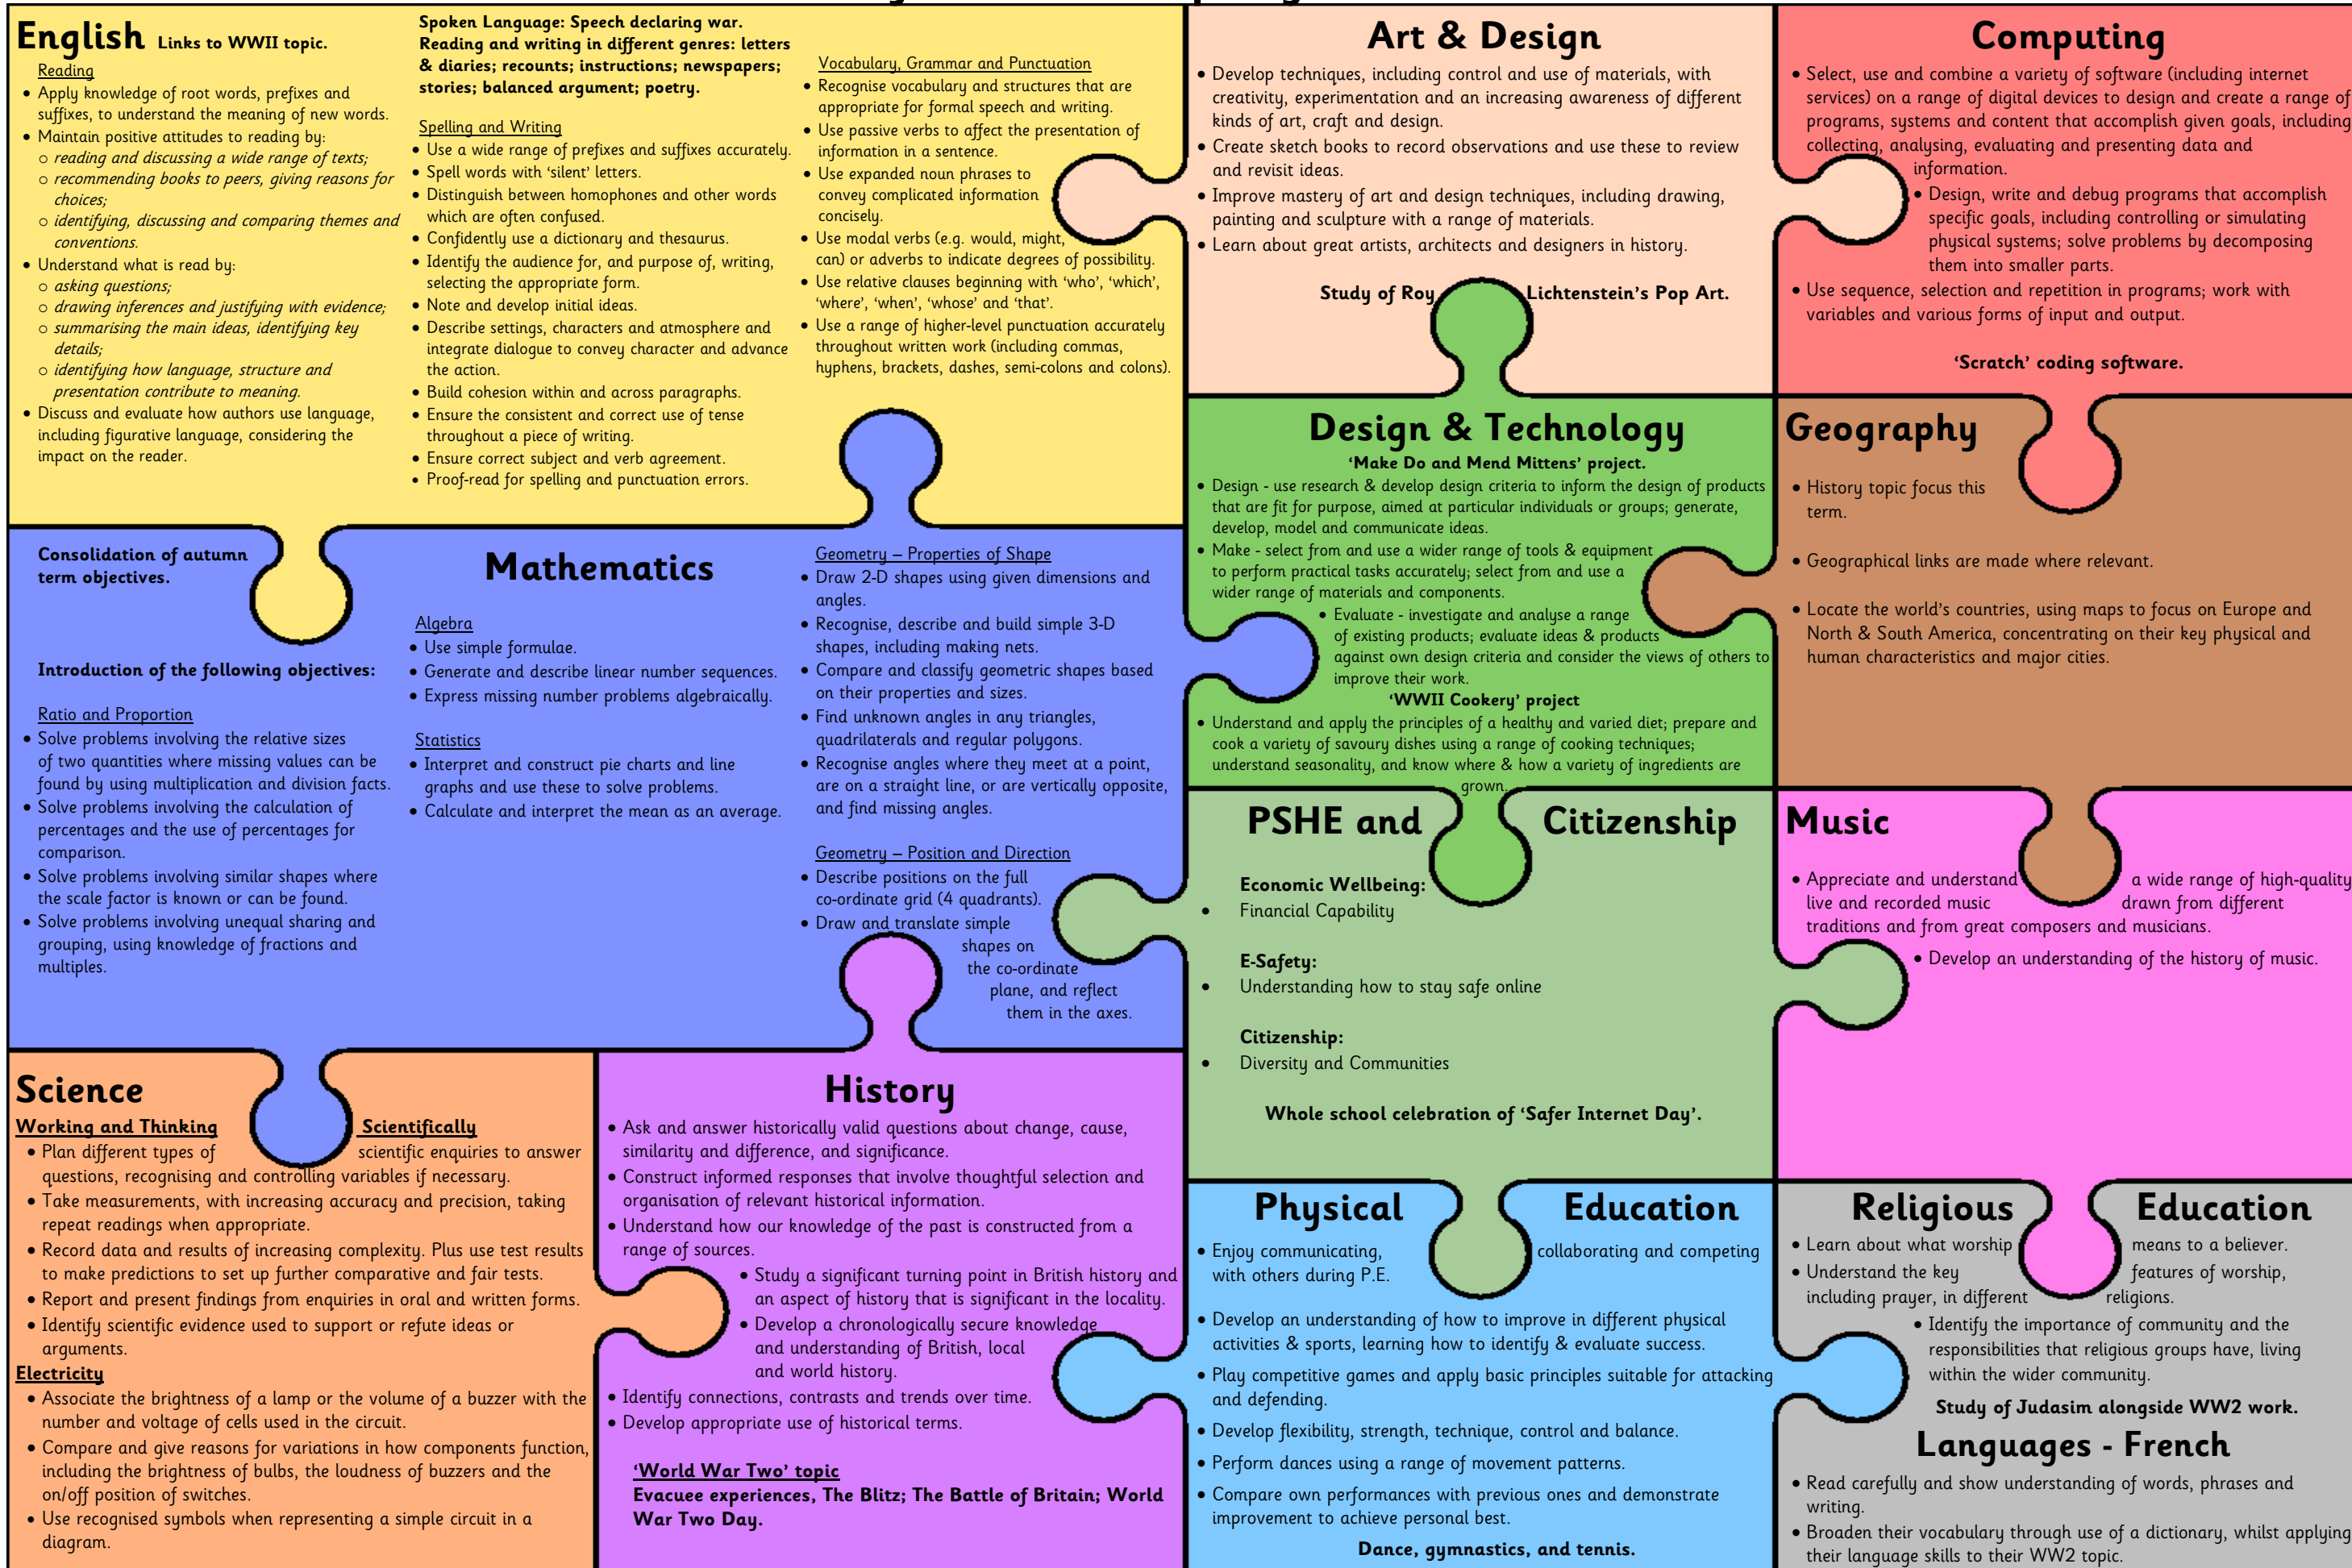 English Links to WWII topic.
Reading
• Apply knowledge of root words, prefixes and
suffixes, to understand the meaning of new words.
• Maintain positive attitudes to reading by:
o reading and discussing a wide range of texts;
o recommending books to peers, giving reasons for
choices;
o identifying, discussing and comparing themes and
conventions.
• Understand what is read by:
o asking questions;
o drawing inferences and justifying with evidence;
o summarising the main ideas, identifying key
details;
o identifying how language, structure and
presentation contribute to meaning.
• Discuss and evaluate how authors use language,
including figurative language, considering the
impact on the reader.
Spoken Language: Speech declaring war.
Reading and writing in different genres: letters
& diaries; recounts; instructions; newspapers;
stories; balanced argument; poetry.
Spelling and Writing
• Use a wide range of prefixes and suffixes accurately.
• Spell words with ‘silent’ letters.
• Distinguish between homophones and other words
which are often confused.
• Confidently use a dictionary and thesaurus.
• Identify the audience for, and purpose of, writing,
selecting the appropriate form.
• Note and develop initial ideas.
• Describe settings, characters and atmosphere and
integrate dialogue to convey character and advance
the action.
• Build cohesion within and across paragraphs.
• Ensure the consistent and correct use of tense
throughout a piece of writing.
• Ensure correct subject and verb agreement.
• Proof-read for spelling and punctuation errors.
Vocabulary, Grammar and Punctuation
• Recognise vocabulary and structures that are
appropriate for formal speech and writing.
• Use passive verbs to affect the presentation of
information in a sentence.
• Use expanded noun phrases to
convey complicated information
concisely.
• Use modal verbs (e.g. would, might,
can) or adverbs to indicate degrees of possibility.
• Use relative clauses beginning with ‘who’, ‘which’,
‘where’, ‘when’, ‘whose’ and ‘that’.
• Use a range of higher-level punctuation accurately
throughout written work (including commas,
hyphens, brackets, dashes, semi-colons and colons).
Art & Design
• Develop techniques, including control and use of materials, with
creativity, experimentation and an increasing awareness of different
kinds of art, craft and design.
• Create sketch books to record observations and use these to review
and revisit ideas.
• Improve mastery of art and design techniques, including drawing,
painting and sculpture with a range of materials.
• Learn about great artists, architects and designers in history.
Study of Roy Lichtenstein’s Pop Art.
Computing
• Select, use and combine a variety of software (including internet
services) on a range of digital devices to design and create a range of
programs, systems and content that accomplish given goals, including
collecting, analysing, evaluating and presenting data and
information.
• Design, write and debug programs that accomplish
specific goals, including controlling or simulating
physical systems; solve problems by decomposing
them into smaller parts.
• Use sequence, selection and repetition in programs; work with
variables and various forms of input and output.
‘Scratch’ coding software.
Consolidation of autumn
term objectives.
Introduction of the following objectives:
Ratio and Proportion
• Solve problems involving the relative sizes
of two quantities where missing values can be
found by using multiplication and division facts.
• Solve problems involving the calculation of
percentages and the use of percentages for
comparison.
• Solve problems involving similar shapes where
the scale factor is known or can be found.
• Solve problems involving unequal sharing and
grouping, using knowledge of fractions and
multiples.
Mathematics
Algebra
• Use simple formulae.
• Generate and describe linear number sequences.
• Express missing number problems algebraically.
Statistics
• Interpret and construct pie charts and line
graphs and use these to solve problems.
• Calculate and interpret the mean as an average.
Geometry – Properties of Shape
• Draw 2-D shapes using given dimensions and
angles.
• Recognise, describe and build simple 3-D
shapes, including making nets.
• Compare and classify geometric shapes based
on their properties and sizes.
• Find unknown angles in any triangles,
quadrilaterals and regular polygons.
• Recognise angles where they meet at a point,
are on a straight line, or are vertically opposite,
and find missing angles.
Geometry – Position and Direction
• Describe positions on the full
co-ordinate grid (4 quadrants).
• Draw and translate simple
shapes on
the co-ordinate
plane, and reflect
them in the axes.
Design & Technology
‘Make Do and Mend Mittens’ project.
• Design - use research & develop design criteria to inform the design of products
that are fit for purpose, aimed at particular individuals or groups; generate,
develop, model and communicate ideas.
• Make - select from and use a wider range of tools & equipment
to perform practical tasks accurately; select from and use a
wider range of materials and components.
• Evaluate - investigate and analyse a range
of existing products; evaluate ideas & products
against own design criteria and consider the views of others to
improve their work.
‘WWII Cookery’ project
• Understand and apply the principles of a healthy and varied diet; prepare and
cook a variety of savoury dishes using a range of cooking techniques;
understand seasonality, and know where & how a variety of ingredients are
grown.
Geography
• History topic focus this
term.
• Geographical links are made where relevant.
• Locate the world’s countries, using maps to focus on Europe and
North & South America, concentrating on their key physical and
human characteristics and major cities.
PSHE and Citizenship
Economic Wellbeing:
• Financial Capability
E-Safety:
• Understanding how to stay safe online
Citizenship:
• Diversity and Communities
Whole school celebration of ‘Safer Internet Day’.
Music
• Appreciate and understand a wide range of high-quality
live and recorded music drawn from different
traditions and from great composers and musicians.
• Develop an understanding of the history of music.
Science
Working and Thinking Scientifically
• Plan different types of scientific enquiries to answer
questions, recognising and controlling variables if necessary.
• Take measurements, with increasing accuracy and precision, taking
repeat readings when appropriate.
• Record data and results of increasing complexity. Plus use test results
to make predictions to set up further comparative and fair tests.
• Report and present findings from enquiries in oral and written forms.
• Identify scientific evidence used to support or refute ideas or
arguments.
Electricity
• Associate the brightness of a lamp or the volume of a buzzer with the
number and voltage of cells used in the circuit.
• Compare and give reasons for variations in how components function,
including the brightness of bulbs, the loudness of buzzers and the
on/off position of switches.
• Use recognised symbols when representing a simple circuit in a
diagram.
History
• Ask and answer historically valid questions about change, cause,
similarity and difference, and significance.
• Construct informed responses that involve thoughtful selection and
organisation of relevant historical information.
• Understand how our knowledge of the past is constructed from a
range of sources.
• Study a significant turning point in British history and
an aspect of history that is significant in the locality.
• Develop a chronologically secure knowledge
and understanding of British, local
and world history.
• Identify connections, contrasts and trends over time.
• Develop appropriate use of historical terms.
‘World War Two’ topic
Evacuee experiences, The Blitz; The Battle of Britain; World
War Two Day.
Physical Education
• Enjoy communicating, collaborating and competing
with others during P.E.
• Develop an understanding of how to improve in different physical
activities & sports, learning how to identify & evaluate success.
• Play competitive games and apply basic principles suitable for attacking
and defending.
• Develop flexibility, strength, technique, control and balance.
• Perform dances using a range of movement patterns.
• Compare own performances with previous ones and demonstrate
improvement to achieve personal best.
Dance, gymnastics, and tennis.
Religious Education
• Learn about what worship means to a believer.
• Understand the key features of worship,
including prayer, in different religions.
• Identify the importance of community and the
responsibilities that religious groups have, living
within the wider community.
Study of Judasim alongside WW2 work.
Languages - French
• Read carefully and show understanding of words, phrases and
writing.
• Broaden their vocabulary through use of a dictionary, whilst applying
their language skills to their WW2 topic.